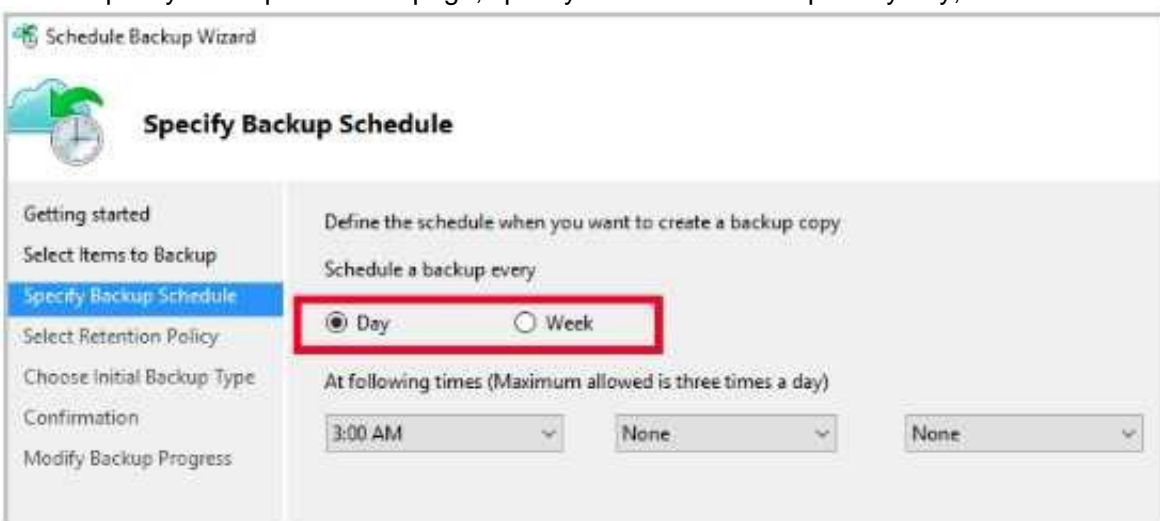 Schedule Backup Wizard
Specify Backup Schedule
Getting started
Select Items to Backup
Specify Backup Schedule
Select Retention Policy
Choose Initial Backup Type
Confirmation
Modify Backup Progress
Define the schedule when you want to create a backup copy
Schedule a backup every
Day Week
At following times (Maximum allowed is three times a day)
3:00 AM None None